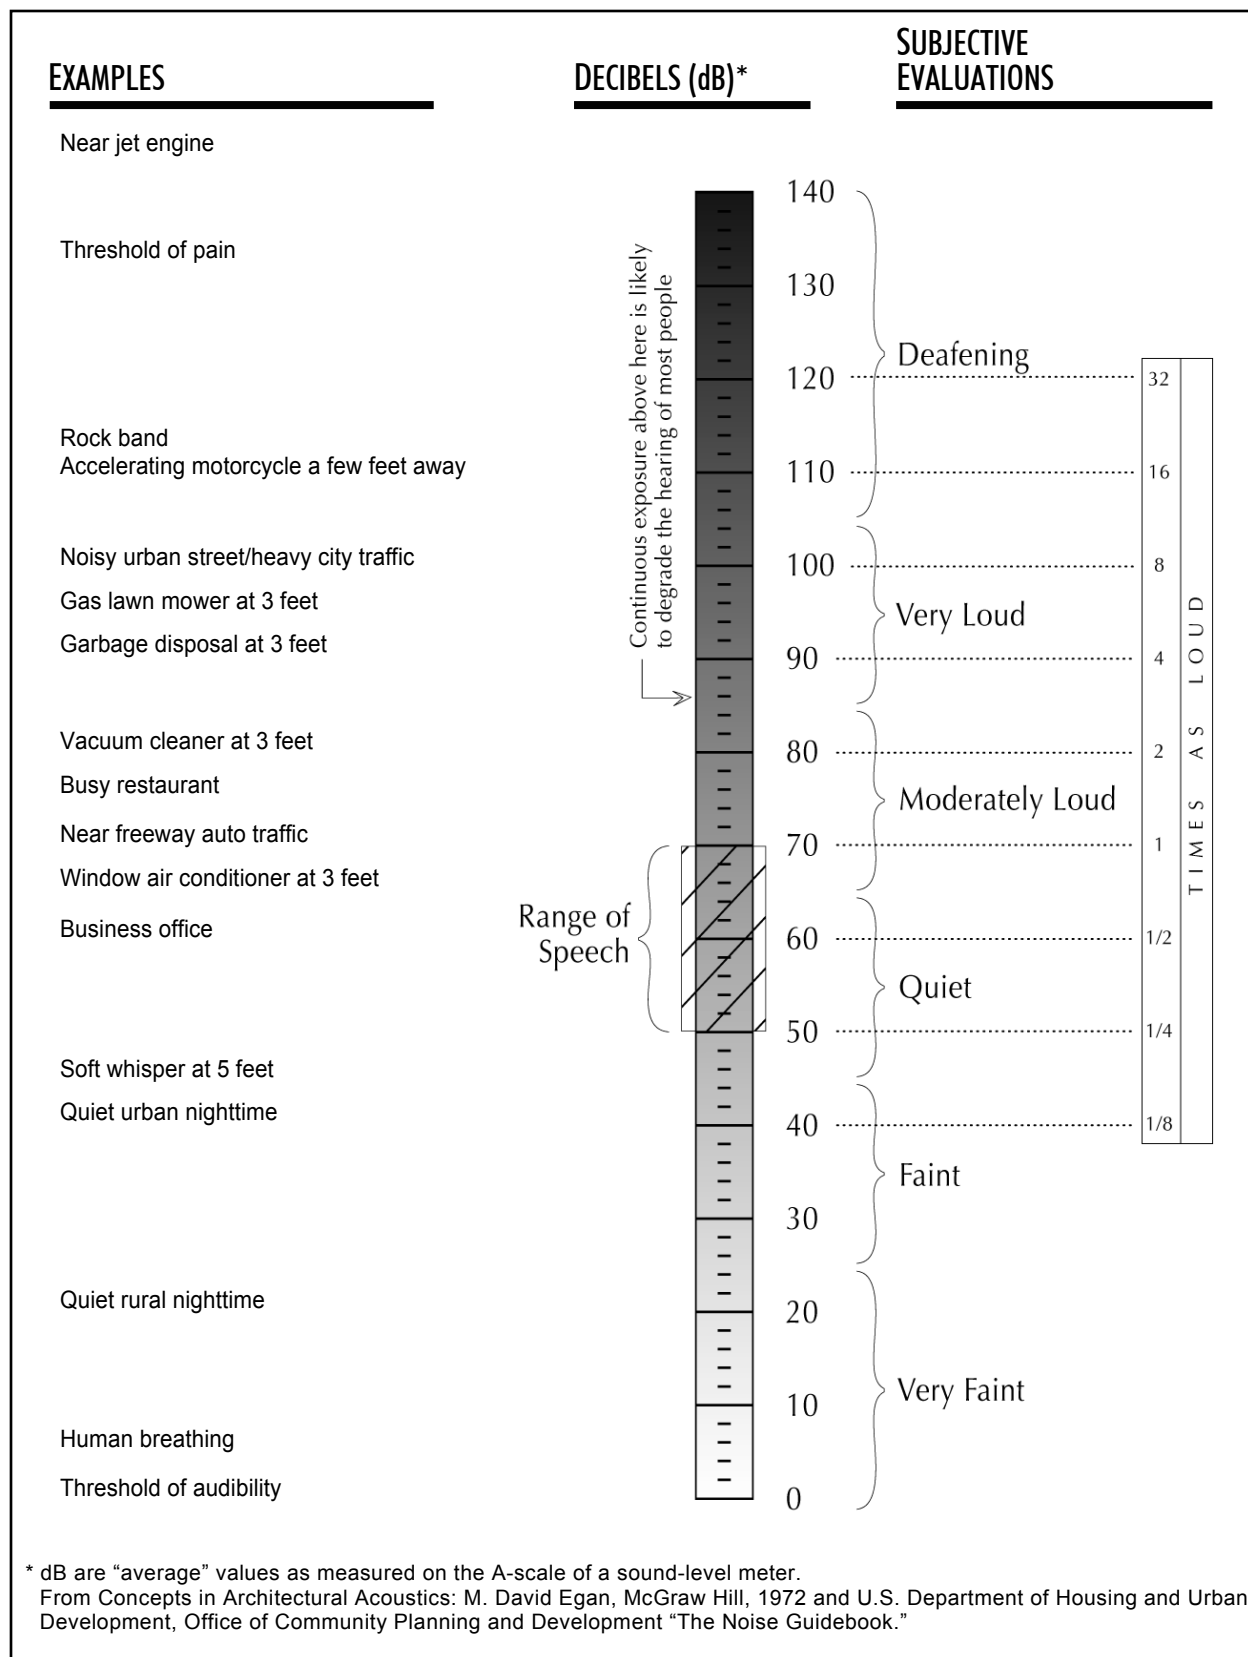 EXAMPLES
DECIBELS (dB)*
SUBJECTIVE
EVALUATIONS
Near jet engine
Threshold of pain
Rock band
Accelerating motorcycle a few feet away
Noisy urban street/heavy city traffic
Gas lawn mower at 3 feet
Garbage disposal at 3 feet
Vacuum cleaner at 3 feet
Busy restaurant
Near freeway auto traffic
Window air conditioner at 3 feet
Business office
Soft whisper at 5 feet
Quiet urban nighttime
Quiet rural nighttime
Human breathing
Threshold of audibility
Continuous exposure above here is likely
to degrade the hearing of most people
Range of
Speech
140
130
120
110
100
90
80
70
60
50
40
30
20
10
0
Deafening
Very Loud
Moderately Loud
Quiet
Faint
Very Faint
32
16
8
4
2
1
1/2
1/4
1/8
TIMES AS LOUD
* dB are “average” values as measured on the A-scale of a sound-level meter.
From Concepts in Architectural Acoustics: M. David Egan, McGraw Hill, 1972 and U.S. Department of Housing and Urban
Development, Office of Community Planning and Development “The Noise Guidebook.”